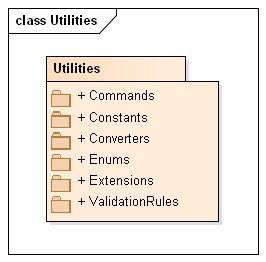 class Utilities
Utilities
+ Commands
+ Constants
+ Converters
+ Enums
+ Extensions
+ ValidationRules